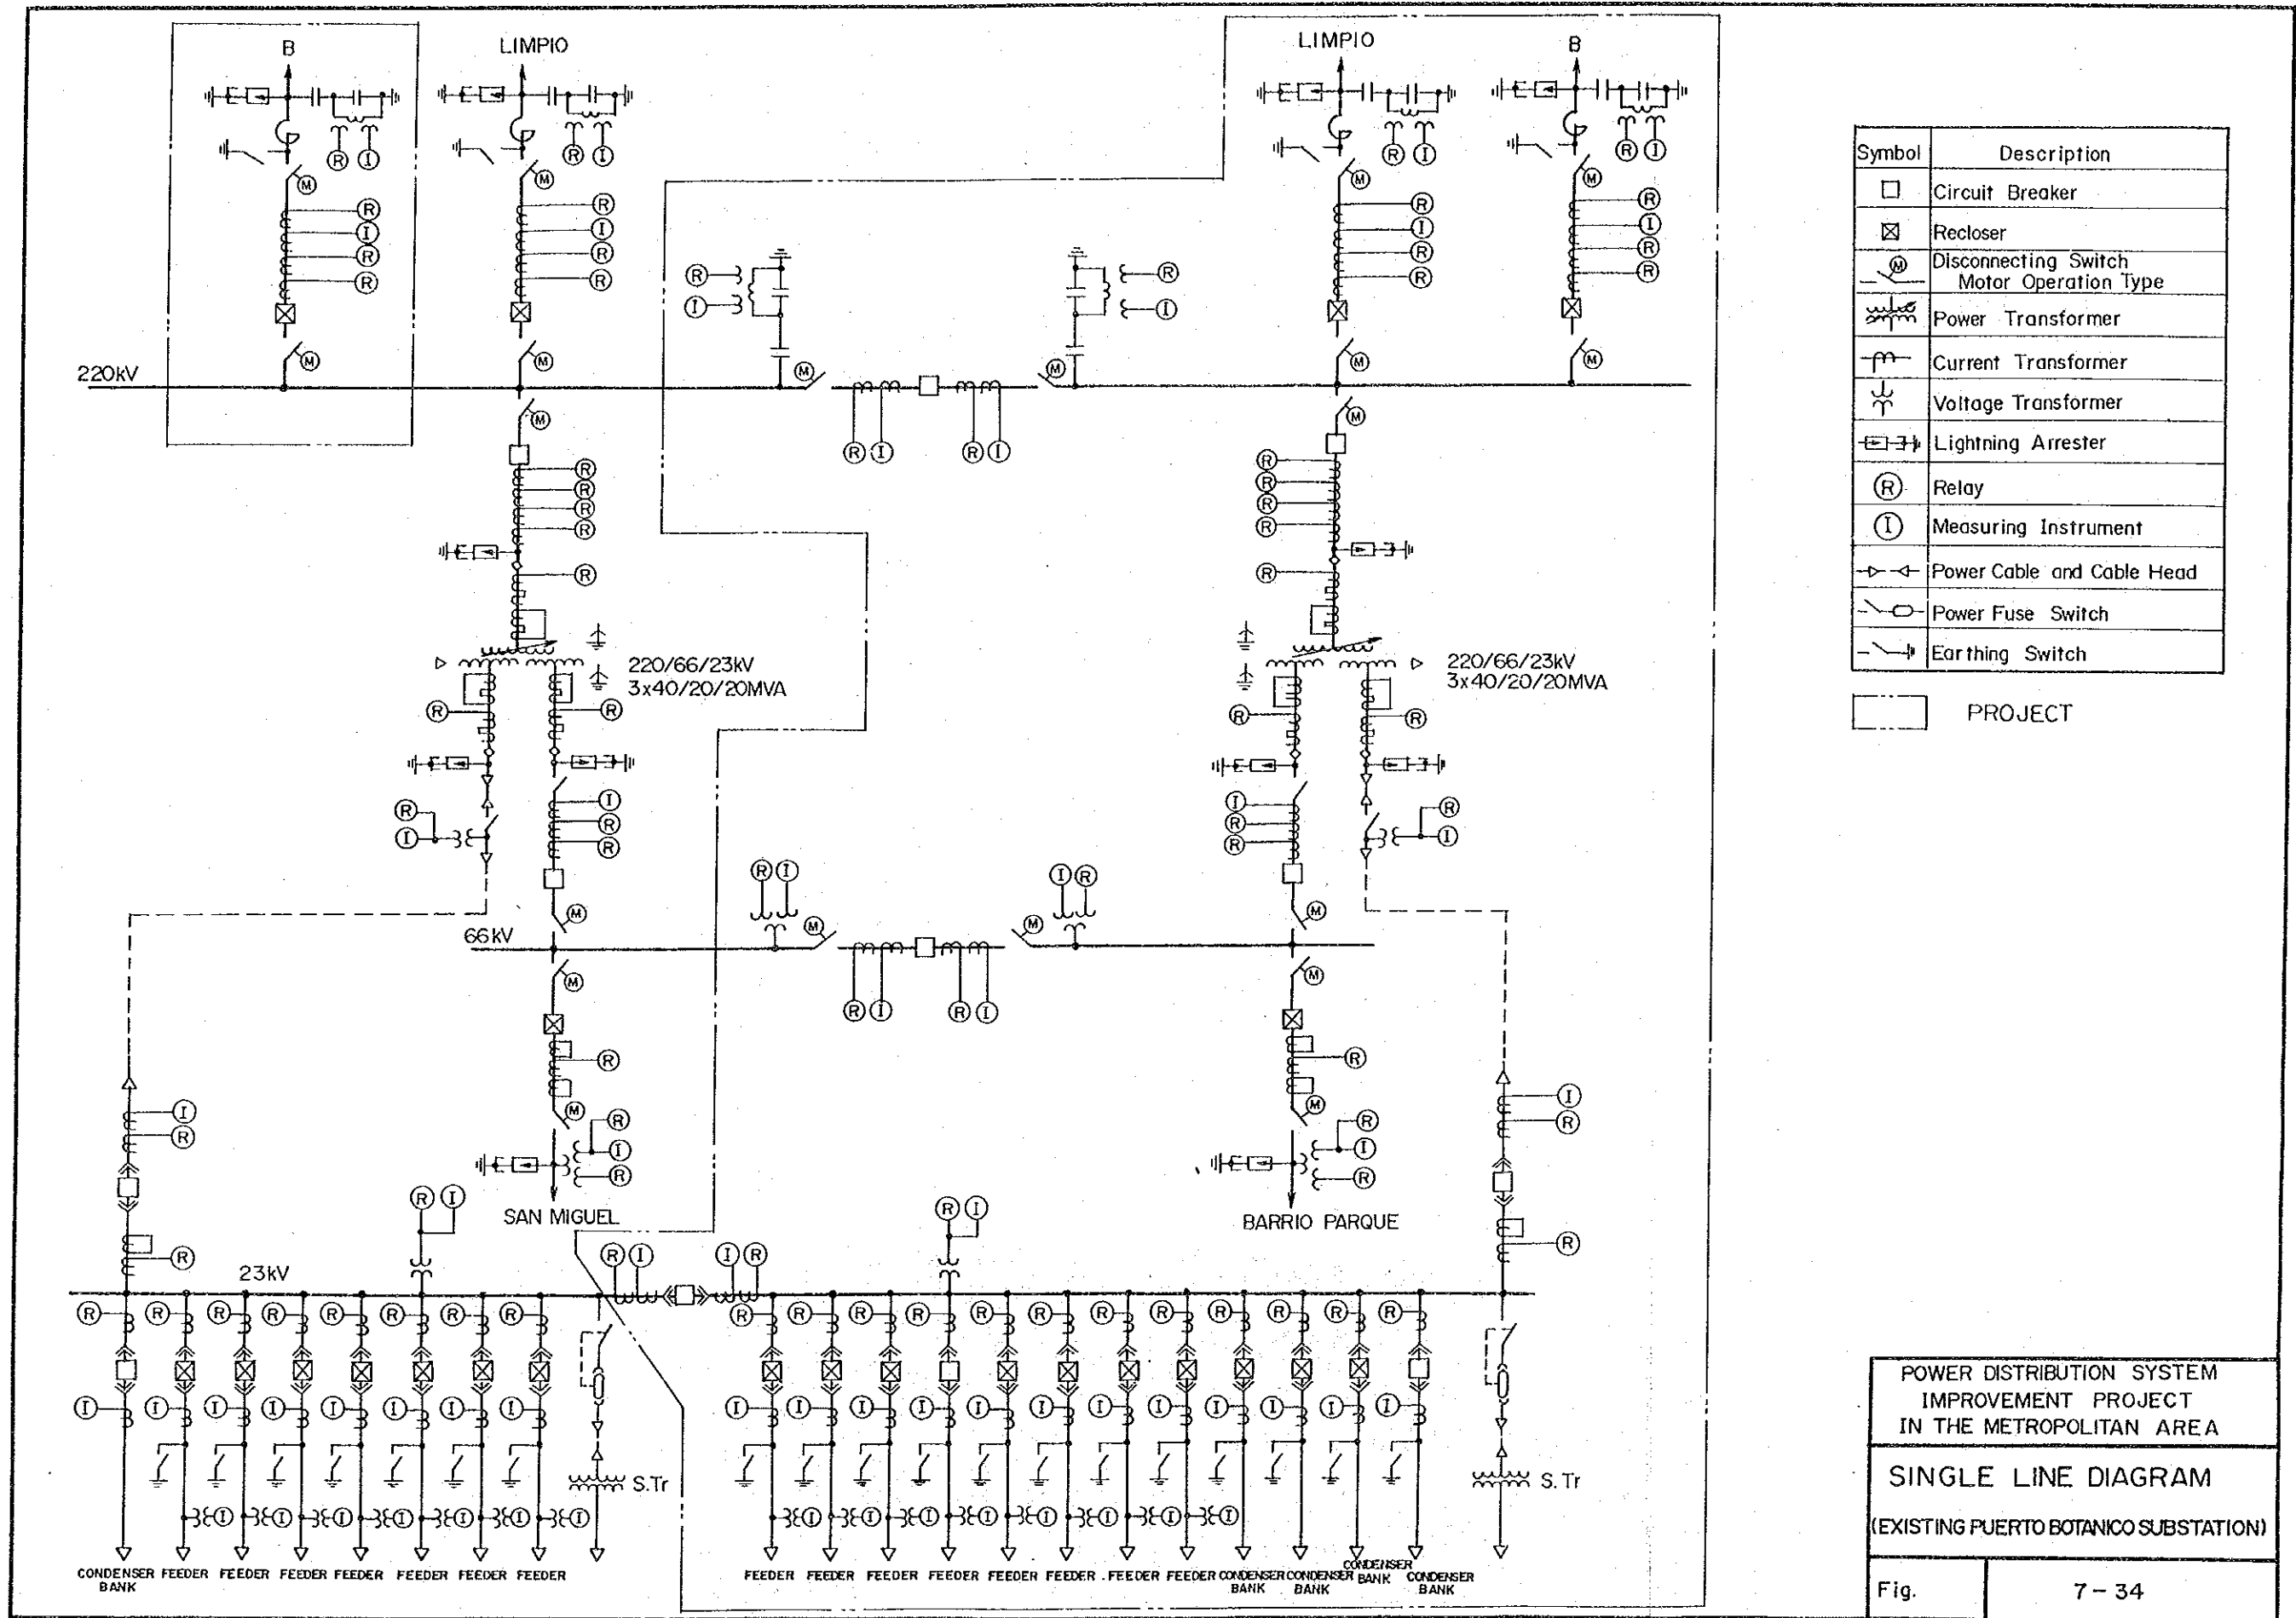 B
LIMPIO
LIMPIO
B
R I
R I
R I
R I
M
M
M
M
R
I
R
R
R
I
R
R
R
I
R
R
R
I
R
R
R
I
R
I
M
M
M
M
220kV
M
M
M
M
R I
R I
R
R
R
R
R
R
R
R
R
R
220/66/23kV
3x40/20/20MVA
220/66/23kV
3x40/20/20MVA
R
R
R
R
R
I
I
R
R
I
R
R
R
I
R I
I R
M
M
M
M
66kV
M
M
R I
R I
R
R
M
M
R
I
R
R
I
R
I
R
I
R
SAN MIGUEL
BARRIO PARQUE
R I
R I
R
R
R I
I R
23kV
R R R R R R R R
R R R R R R R R R R R R
I I I I I I I I
I I I I I I I I I I I I
S.Tr
S.Tr
I I I I I I I
I I I I I I I I
CONDENSER BANK
FEEDER FEEDER FEEDER FEEDER FEEDER FEEDER FEEDER
FEEDER FEEDER FEEDER FEEDER FEEDER FEEDER FEEDER FEEDER
CONDENSER BANK
CONDENSER BANK
CONDENSER BANK
CONDENSER BANK
Symbol Description
Circuit Breaker
Recloser
M Disconnecting Switch
Motor Operation Type
Power Transformer
Current Transformer
Voltage Transformer
Lightning Arrester
R Relay
I Measuring Instrument
Power Cable and Cable Head
Power Fuse Switch
Earthing Switch
PROJECT
POWER DISTRIBUTION SYSTEM
IMPROVEMENT PROJECT
IN THE METROPOLITAN AREA
SINGLE LINE DIAGRAM
(EXISTING PUERTO BOTANICO SUBSTATION)
Fig. 7-34